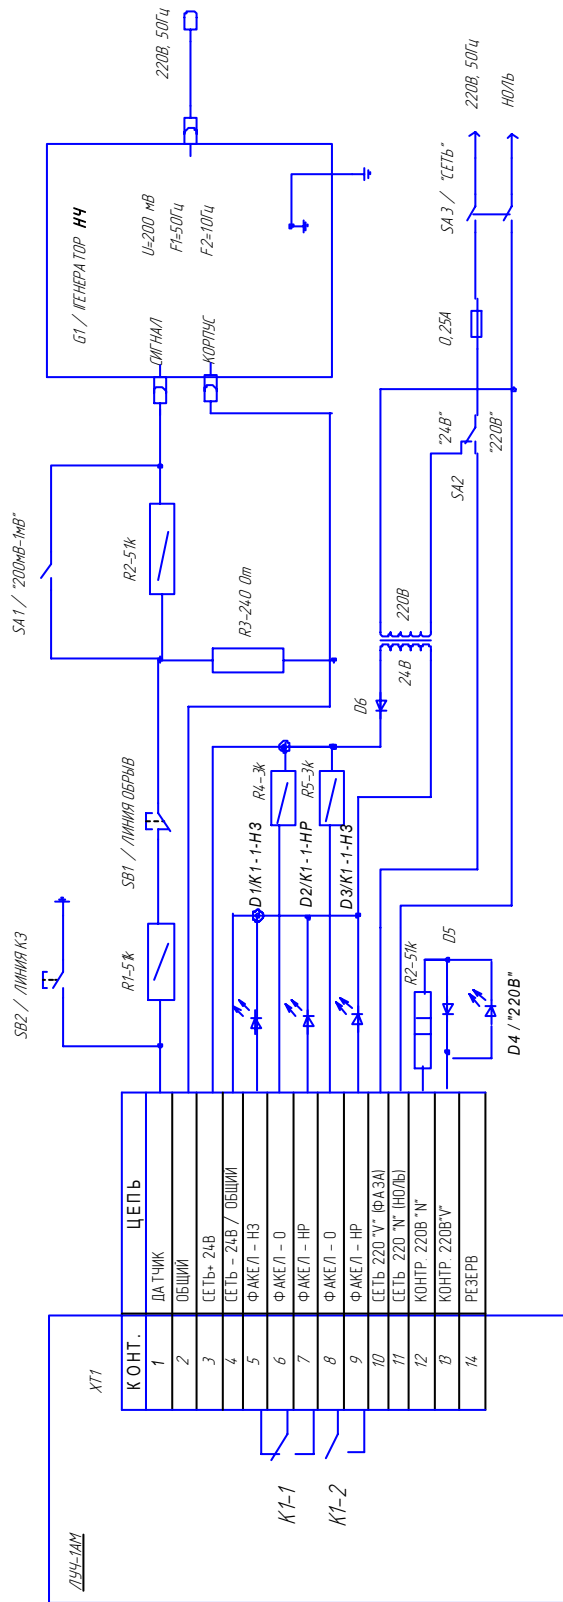 ЛУЧ-1АМ
XT1
КОНТ. ЦЕПЬ
1 ДАТЧИК
2 ОБЩИЙ
3 СЕТЬ+ 24В
4 СЕТЬ - 24В / ОБЩИЙ
5 ФАКЕЛ - НЗ
6 ФАКЕЛ - О
7 ФАКЕЛ - НР
8 ФАКЕЛ - О
9 ФАКЕЛ - НР
10 СЕТЬ 220 "V" (ФАЗА)
11 СЕТЬ 220 "N" (НОЛЬ)
12 КОНТР. 220В "N"
13 КОНТР. 220В"V"
14 РЕЗЕРВ
K1-1
K1-2
SB2 / ЛИНИЯ КЗ
R1-51k
SB1 / ЛИНИЯ ОБРЫВ
SA1 / "200мВ-1мВ"
R2-51k
R3-240 Om
G1 / ГЕНЕРАТОР НЧ
U=200 мВ
F1=50Гц
F2=10Гц
СИГНАЛ
КОРПУС
220В, 50Гц
R4-3k
R5-3k
D1/K1-1-НЗ
D2/K1-1-НР
D3/K1-1-НЗ
D6
24В
220В
R2-51k
D5
D4 / "220В"
SA2
"24В"
"220В"
0,25А
SA3 / "СЕТЬ"
220В, 50Гц
НОЛЬ